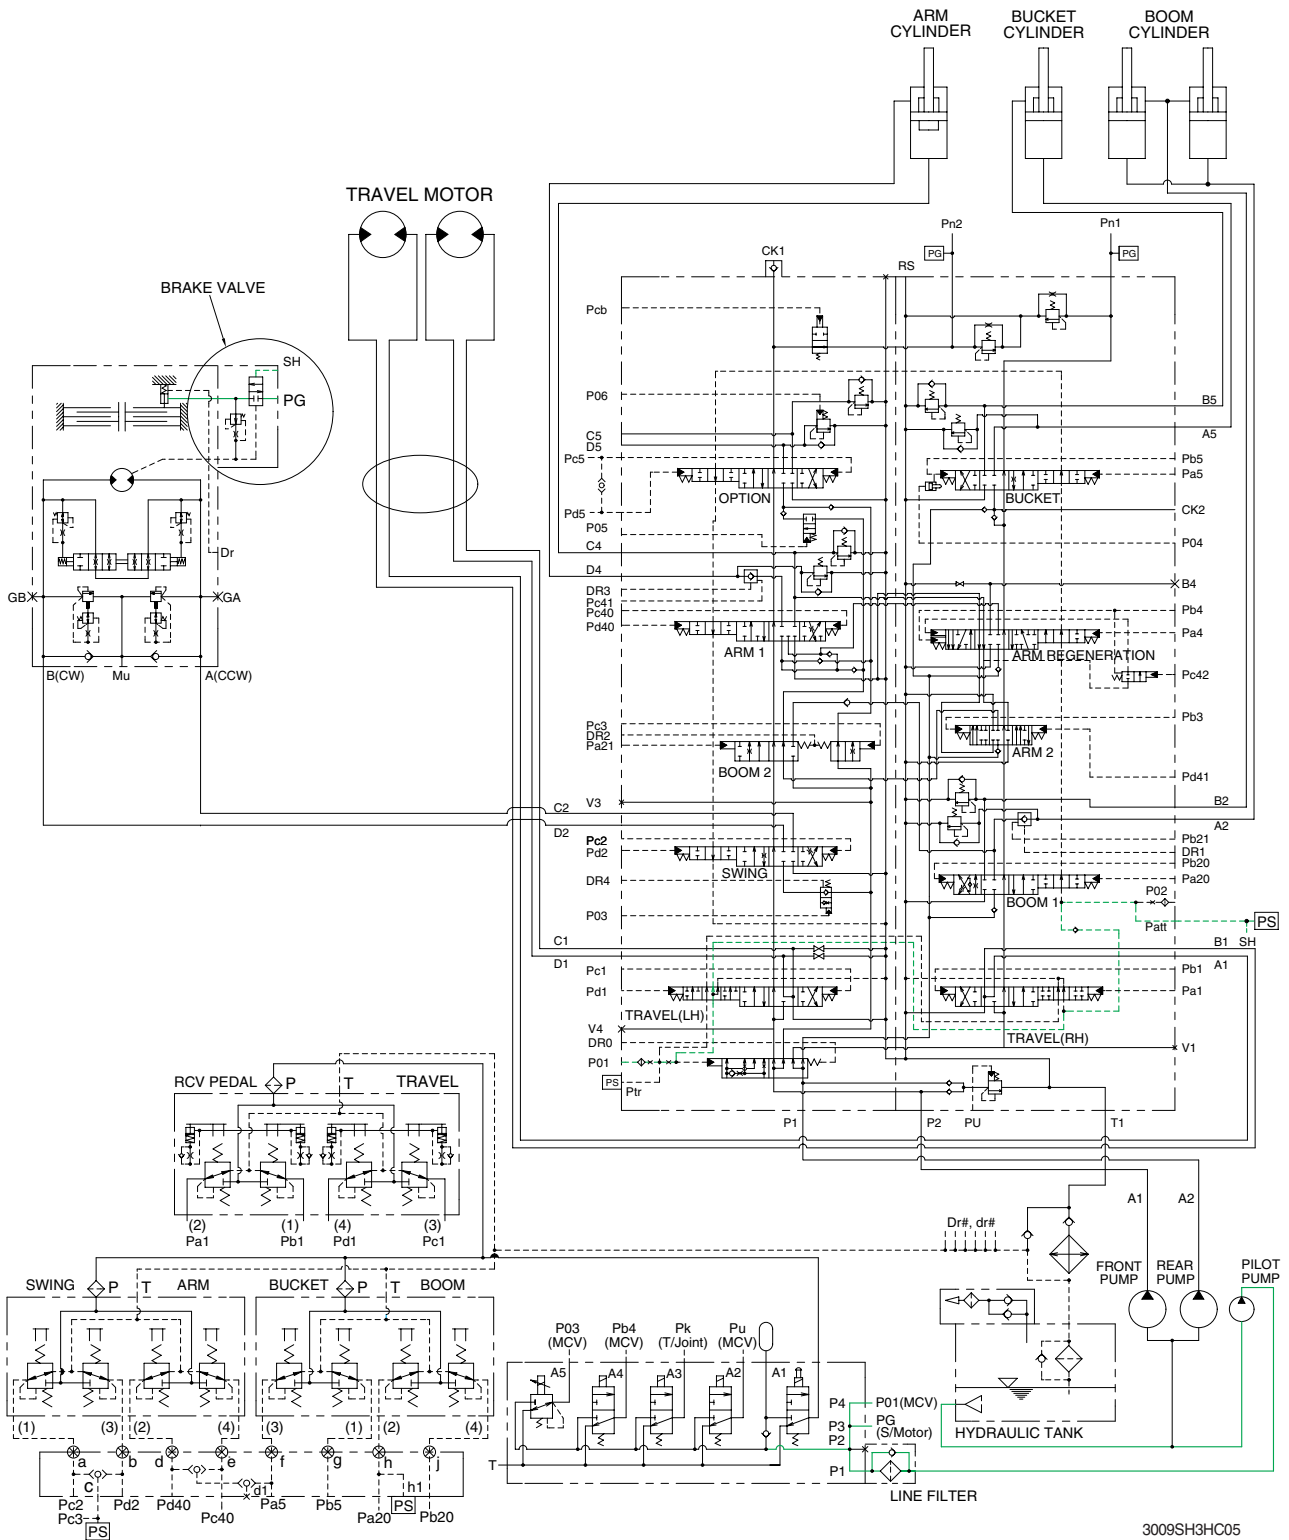 ARM
CYLINDER
BUCKET
CYLINDER
BOOM
CYLINDER
TRAVEL MOTOR
BRAKE VALVE
SH
PG
Dr
GB
GA
B(CW)
Mu
A(CCW)
CK1
RS
Pn2
Pn1
PG
PG
Pcb
P06
C5
D5
Pc5
Pd5
P05
C4
D4
DR3
Pc41
Pc40
Pd40
Pc3
DR2
Pa21
V3
C2
D2
Pc2
Pd2
DR4
P03
C1
D1
Pc1
Pd1
V4
DR0
P01
PS
Ptr
OPTION
ARM 1
BOOM 2
SWING
TRAVEL(LH)
BUCKET
ARM REGENERATION
ARM 2
BOOM 1
TRAVEL(RH)
B5
A5
Pb5
Pa5
CK2
P04
B4
Pb4
Pa4
Pc42
Pb3
Pd41
B2
A2
Pb21
DR1
Pb20
Pa20
P02
Patt
PS
B1
SH
A1
Pb1
Pa1
V1
P1
P2
PU
T1
RCV PEDAL
P
T
TRAVEL
(2)
(1)
(4)
(3)
Pa1
Pb1
Pd1
Pc1
SWING
P
T
ARM
BUCKET
P
T
BOOM
(1)
(3)
(2)
(4)
(3)
(1)
(2)
(4)
a
b
d
e
f
g
h
j
c
d1
h1
Pc2
Pd2
Pd40
Pc40
Pa5
Pb5
Pa20
PS
Pb20
Pc3
PS
P03
(MCV)
Pb4
(MCV)
Pk
(T/Joint)
Pu
(MCV)
A5
A4
A3
A2
A1
T
P4
P3
P2
P1
P01(MCV)
PG
(S/Motor)
LINE FILTER
Dr#, dr#
A1
A2
FRONT
PUMP
REAR
PUMP
PILOT
PUMP
HYDRAULIC TANK
3009SH3HC05